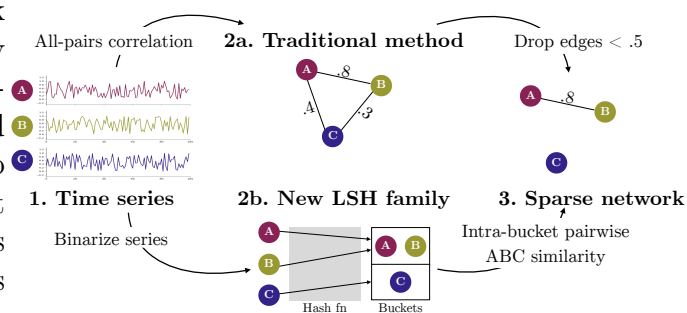 All-pairs correlation
2a. Traditional method
Drop edges < .5
A
B
C
A
B
C
.8
.4
.3
A
B
C
.8
1. Time series
2b. New LSH family
3. Sparse network
Binarize series
A
B
C
A
B
C
Hash fn
Buckets
Intra-bucket pairwise
ABC similarity